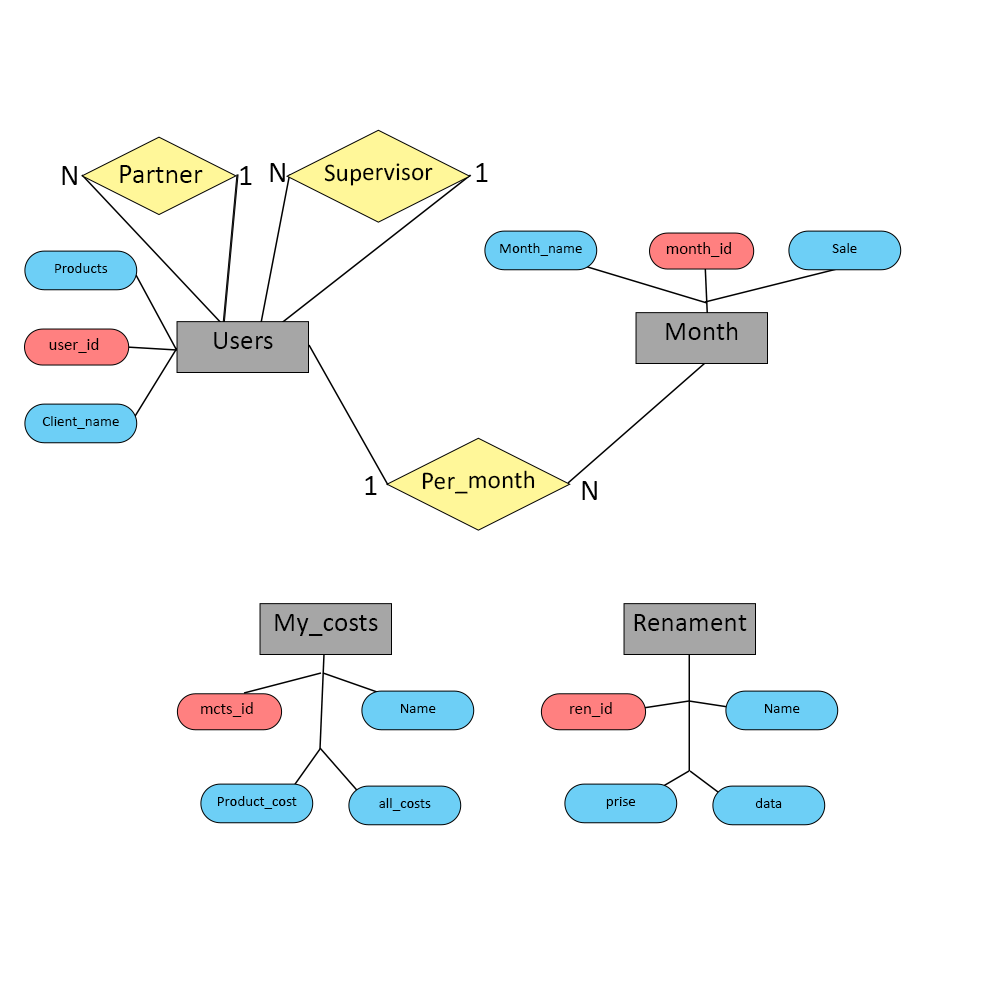 N
Partner
1
N
Supervisor
1
Products
user_id
Client_name
Users
Month_name
month_id
Sale
Month
1
Per_month
N
My_costs
mcts_id
Name
Product_cost
all_costs
Renament
ren_id
Name
prise
data